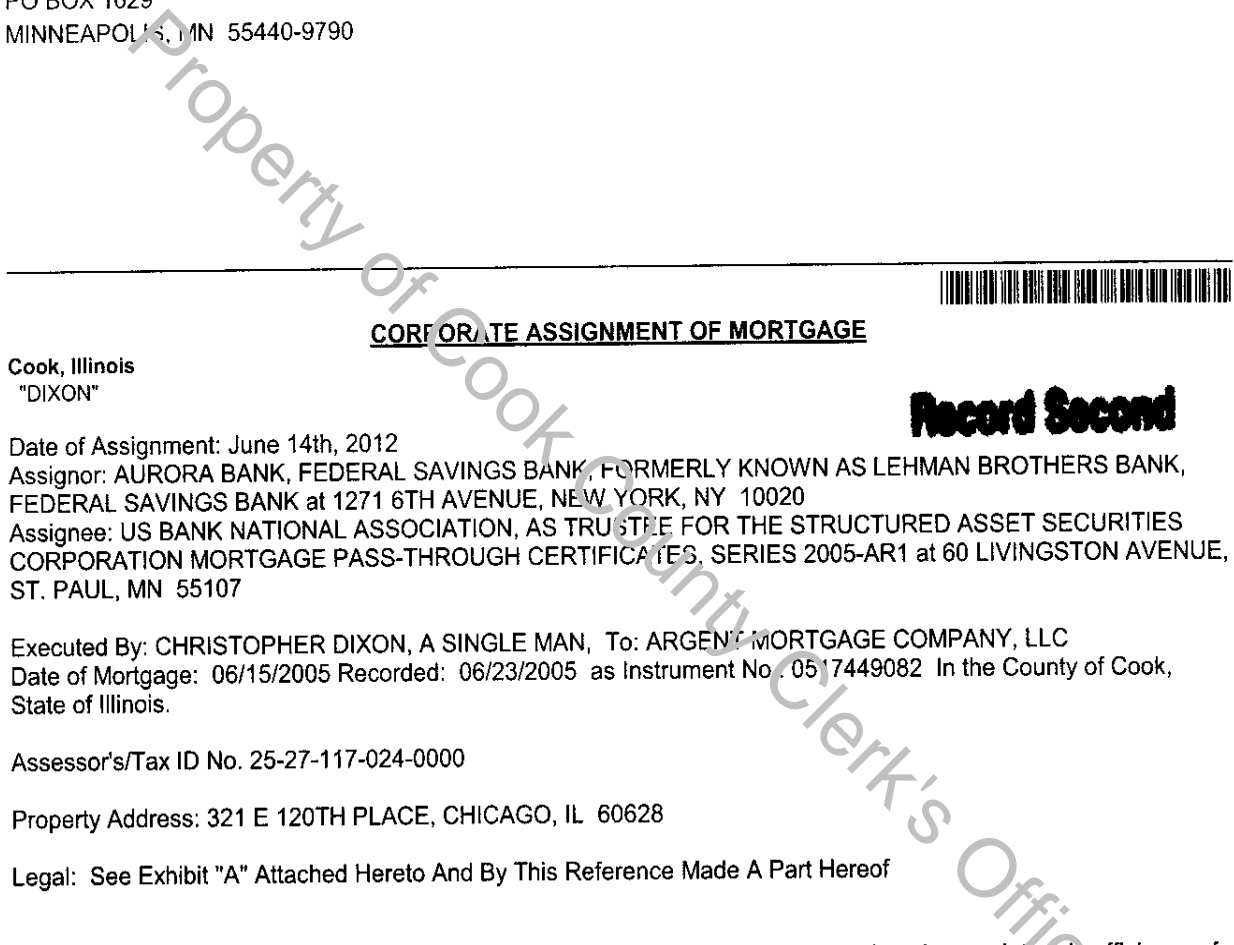 PO BOX 1029
MINNEAPOLIS, MN 55440-9790
CORPORATE ASSIGNMENT OF MORTGAGE
Cook, Illinois
"DIXON"
Record Second
Date of Assignment: June 14th, 2012
Assignor: AURORA BANK, FEDERAL SAVINGS BANK, FORMERLY KNOWN AS LEHMAN BROTHERS BANK,
FEDERAL SAVINGS BANK at 1271 6TH AVENUE, NEW YORK, NY 10020
Assignee: US BANK NATIONAL ASSOCIATION, AS TRUSTEE FOR THE STRUCTURED ASSET SECURITIES
CORPORATION MORTGAGE PASS-THROUGH CERTIFICATES, SERIES 2005-AR1 at 60 LIVINGSTON AVENUE,
ST. PAUL, MN 55107
Executed By: CHRISTOPHER DIXON, A SINGLE MAN, To: ARGENT MORTGAGE COMPANY, LLC
Date of Mortgage: 06/15/2005 Recorded: 06/23/2005 as Instrument No. 0517449082 In the County of Cook,
State of Illinois.
Assessor's/Tax ID No. 25-27-117-024-0000
Property Address: 321 E 120TH PLACE, CHICAGO, IL 60628
Legal: See Exhibit "A" Attached Hereto And By This Reference Made A Part Hereof
Property of Cook County Clerk's Offic